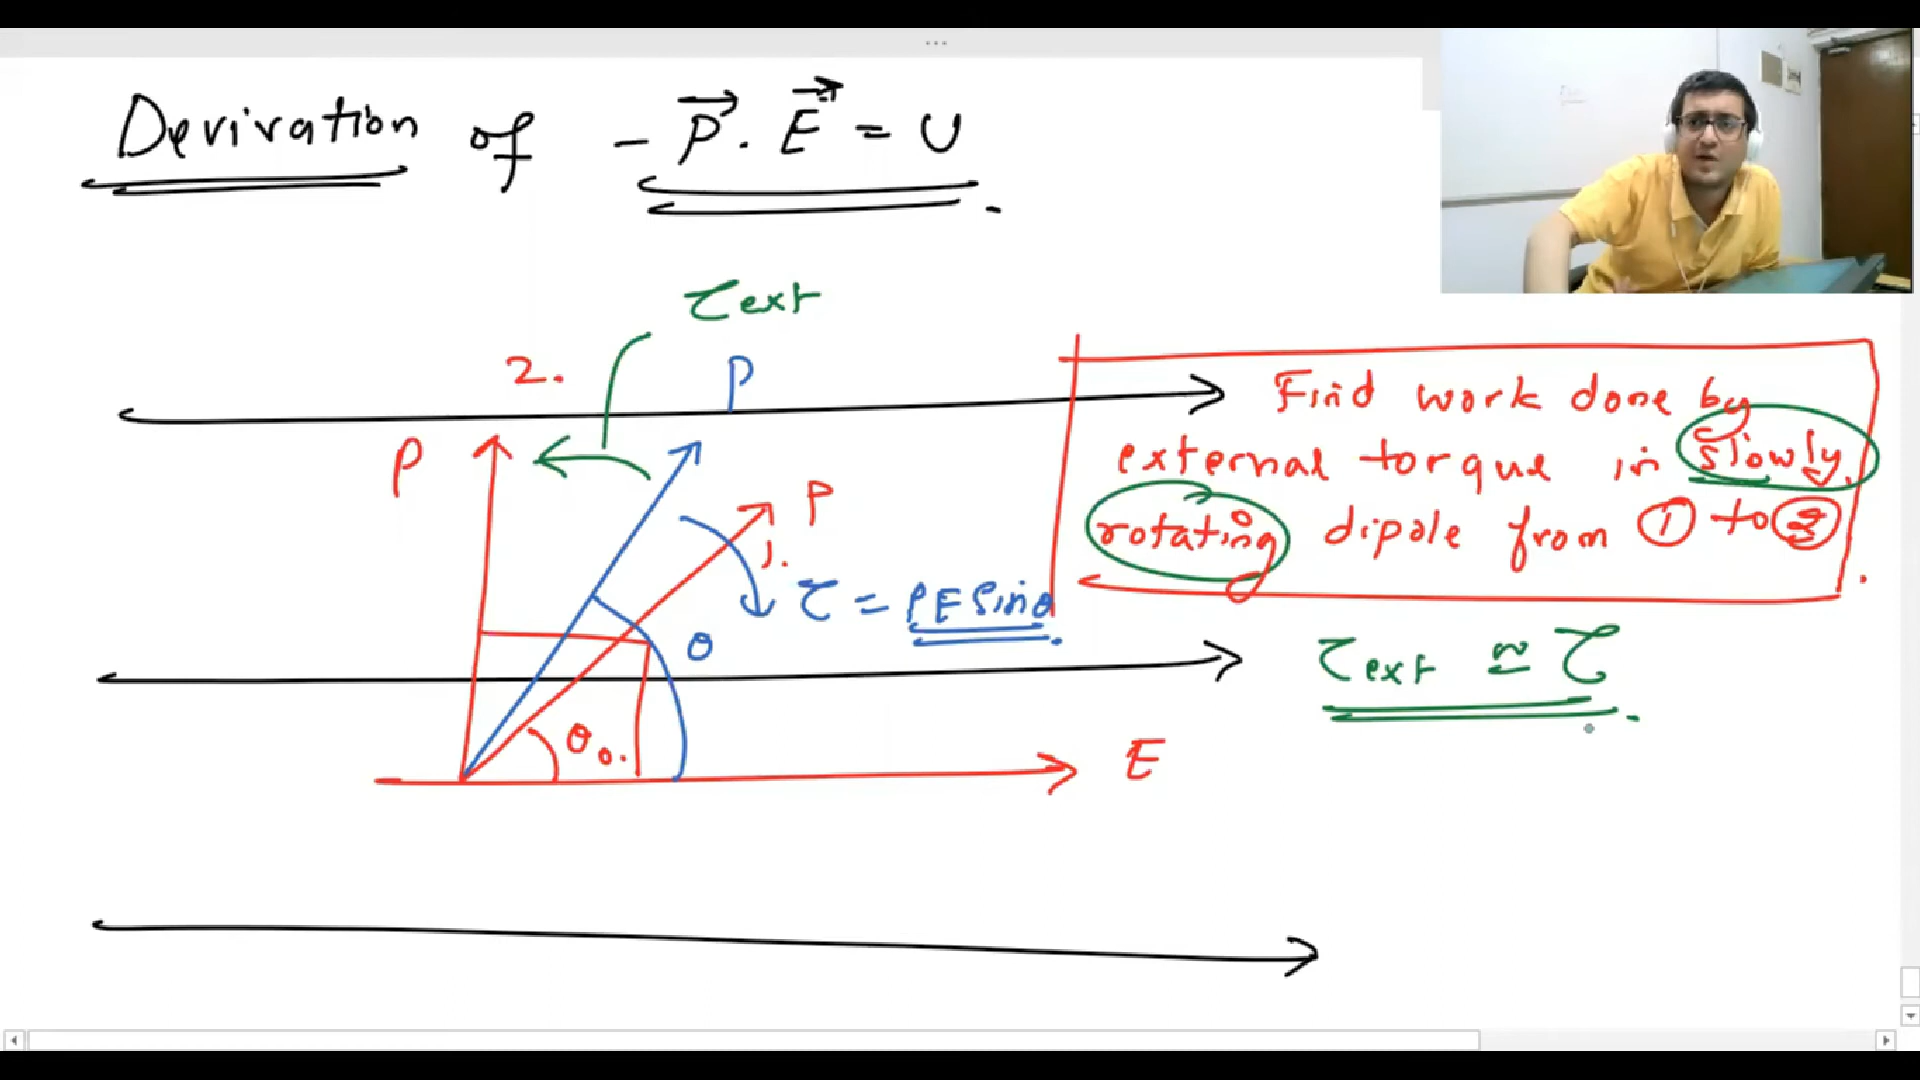 Derivation of - P . E = U
τext
2. P
Find work done by
P
external torque in slowly
P
1.
rotating dipole from ① to ②
τ = PE sinθ
θ
τext ≈ τ
θ0.
E